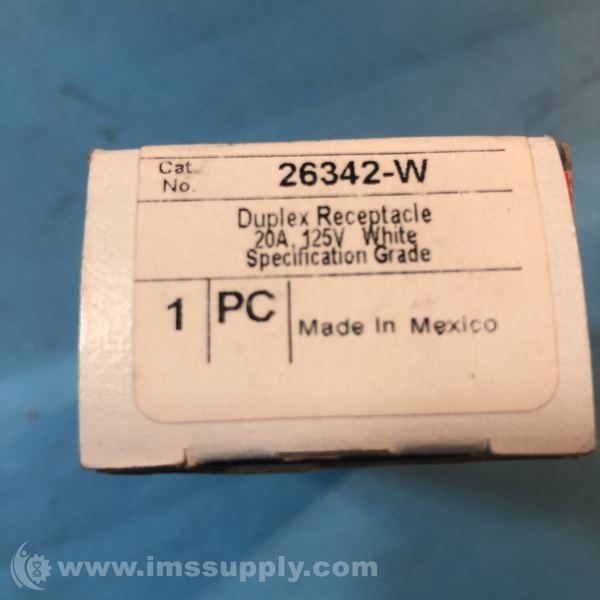 Cat. No. 26342-W
Duplex Receptacle
20A, 125V White
Specification Grade
1 PC Made In Mexico
www.imssupply.com